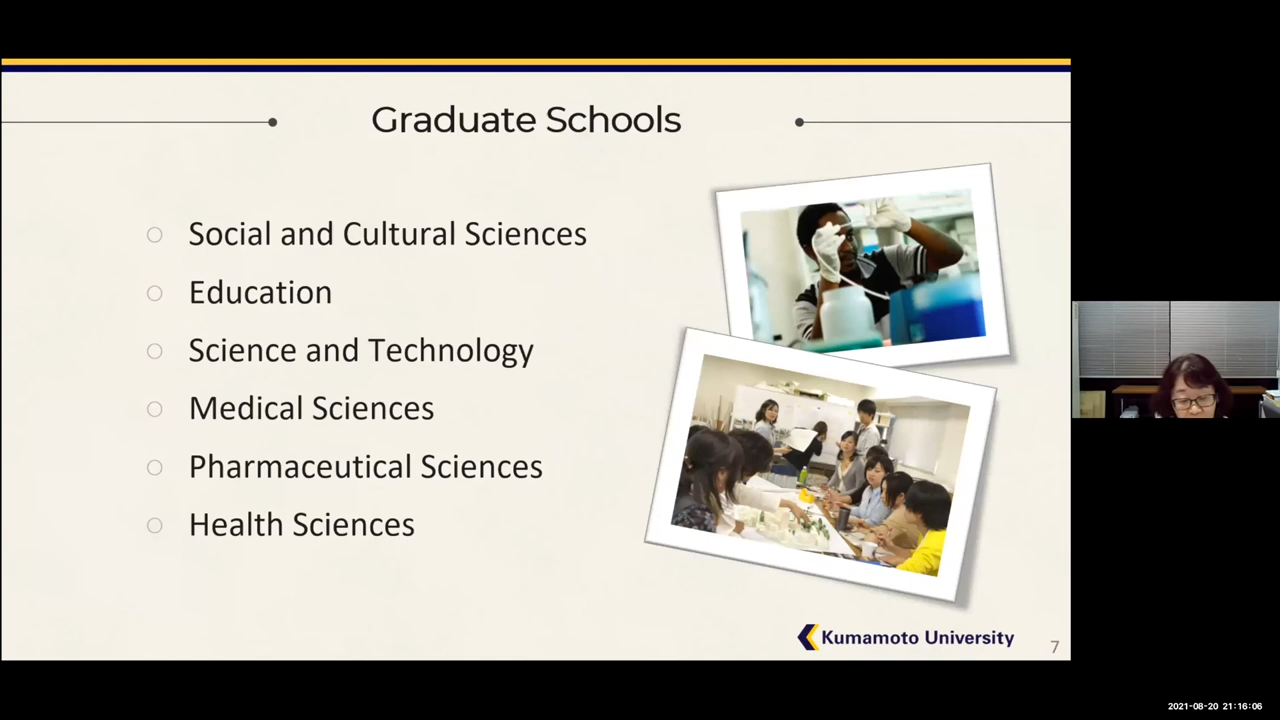 Graduate Schools
Social and Cultural Sciences
Education
Science and Technology
Medical Sciences
Pharmaceutical Sciences
Health Sciences
Kumamoto University
7
2021-08-20 21:16:06